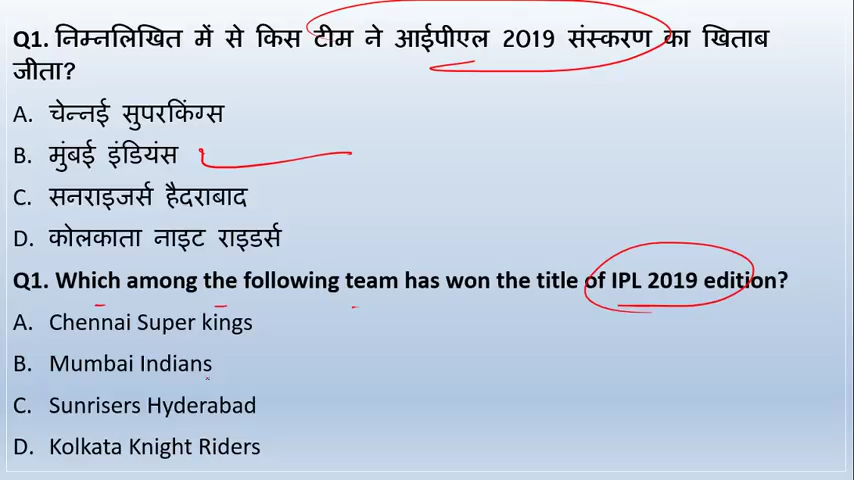 Q1. निम्नलिखित में से किस टीम ने आईपीएल 2019 संस्करण का खिताब
जीता?
A. चेन्नई सुपरकिंग्स
B. मुंबई इंडियंस
C. सनराइजर्स हैदराबाद
D. कोलकाता नाइट राइडर्स
Q1. Which among the following team has won the title of IPL 2019 edition?
A. Chennai Super kings
B. Mumbai Indians
C. Sunrisers Hyderabad
D. Kolkata Knight Riders